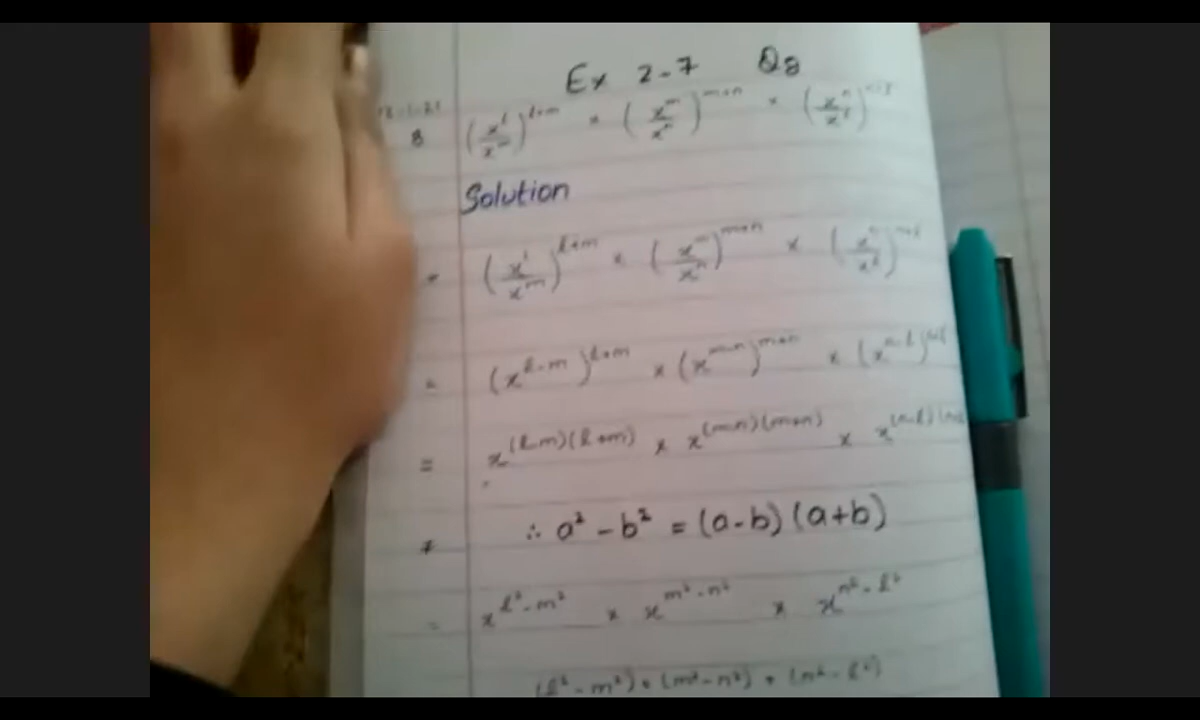 Ex 2-7 Q8
8 (x^l/x^m)^l+m × (x^m/x^n)^m+n × (x^n/x^l)^n+l
Solution
= (x^l/x^m)^l+m × (x^m/x^n)^m+n × (x^n/x^l)^n+l
= (x^l-m)^l+m × (x^m-n)^m+n × (x^n-l)^n+l
= x^(l-m)(l+m) × x^(m-n)(m+n) × x^(n-l)
∴ a² - b² = (a-b) (a+b)
= x^l²-m² × x^m²-n² × x^n²-l²
(l²-m²)+(m²-n²)+(n²-l²)